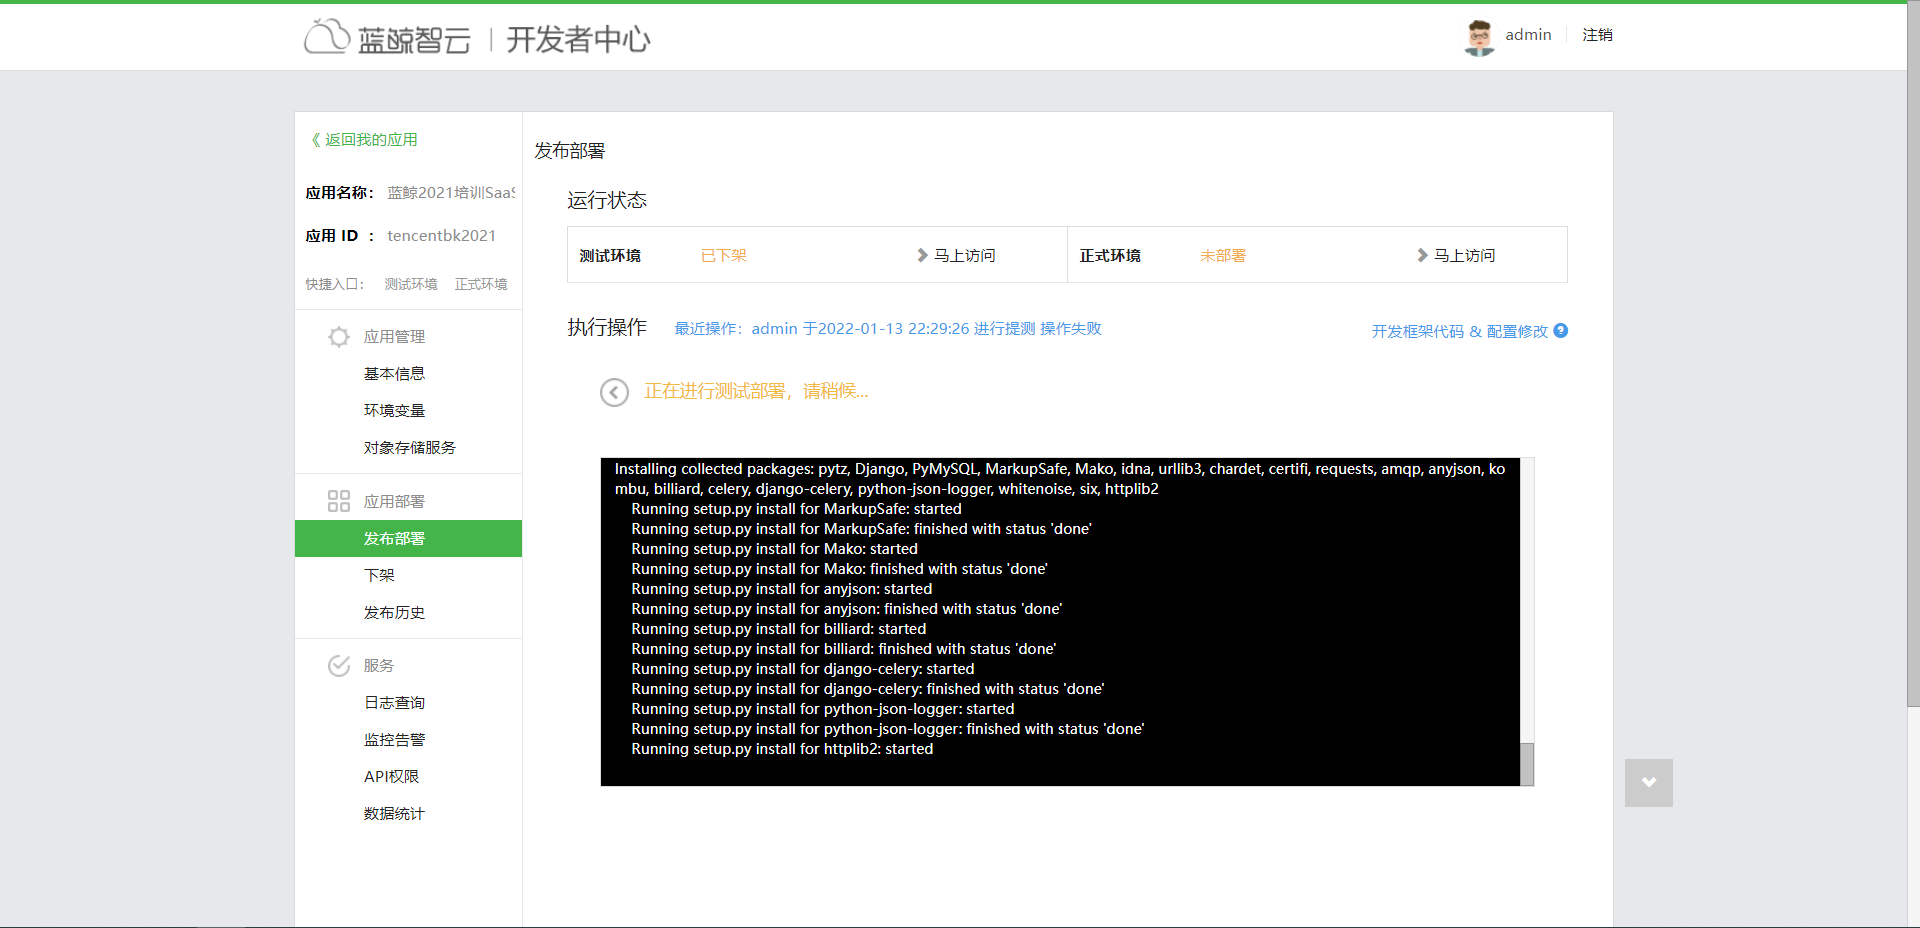 蓝鲸智云 | 开发者中心
admin 注销
《 返回我的应用
应用名称： 蓝鲸2021培训SaaS
应用 ID ： tencentbk2021
快捷入口： 测试环境 正式环境
应用管理
基本信息
环境变量
对象存储服务
应用部署
发布部署
下架
发布历史
服务
日志查询
监控告警
API权限
数据统计
发布部署
运行状态
测试环境 已下架 马上访问 正式环境 未部署 马上访问
执行操作 最近操作：admin 于2022-01-13 22:29:26 进行提测 操作失败 开发框架代码 & 配置修改
正在进行测试部署，请稍候...
Installing collected packages: pytz, Django, PyMySQL, MarkupSafe, Mako, idna, urllib3, chardet, certifi, requests, amqp, anyjson, ko
mbu, billiard, celery, django-celery, python-json-logger, whitenoise, six, httplib2
Running setup.py install for MarkupSafe: started
Running setup.py install for MarkupSafe: finished with status 'done'
Running setup.py install for Mako: started
Running setup.py install for Mako: finished with status 'done'
Running setup.py install for anyjson: started
Running setup.py install for anyjson: finished with status 'done'
Running setup.py install for billiard: started
Running setup.py install for billiard: finished with status 'done'
Running setup.py install for django-celery: started
Running setup.py install for django-celery: finished with status 'done'
Running setup.py install for python-json-logger: started
Running setup.py install for python-json-logger: finished with status 'done'
Running setup.py install for httplib2: started